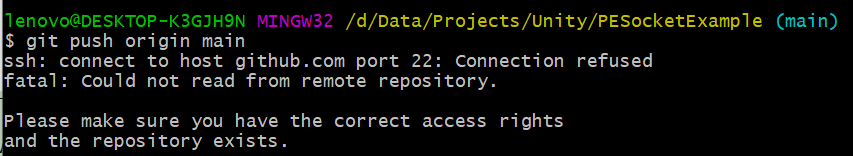 lenovo@DESKTOP-K3GJH9N MINGW32 /d/Data/Projects/Unity/PESocketExample (main)
$ git push origin main
ssh: connect to host github.com port 22: Connection refused
fatal: Could not read from remote repository.
Please make sure you have the correct access rights
and the repository exists.